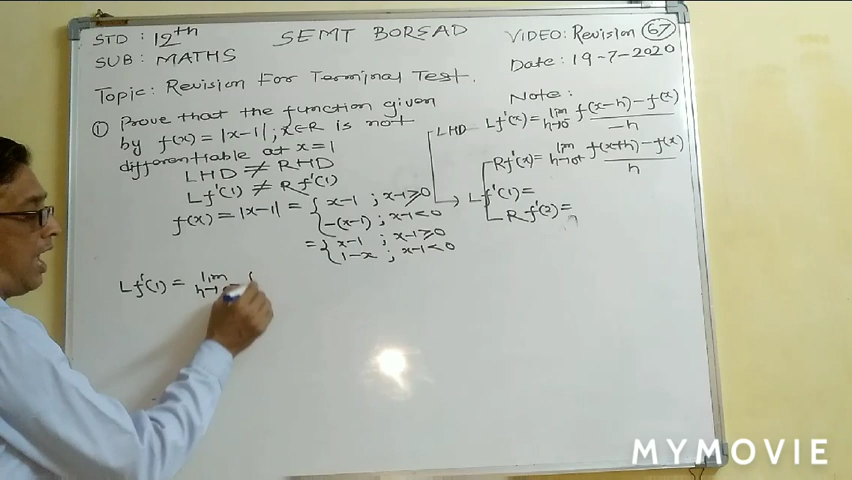 STD : 12th SEMT BORSAD VIDEO: Revision 67
SUB : MATHS Date : 19-7-2020
Topic: Revision For Terminal Test.
① Prove that the function given
by f(x) = |x-1| ; x∈R is not
differentiable at x=1
LHD ≠ RHD
Lf'(1) ≠ Rf'(1)
f(x) = |x-1| = { x-1 ; x-1≥0
-(x-1) ; x-1<0
= { x-1 ; x-1≥0
1-x ; x-1<0
Lf'(1) = lim
h→0
Note:
LHD Lf'(x) = lim h→0- f(x-h)-f(x) / -h
Rf'(x) = lim h→0+ f(x+h)-f(x) / h
Lf'(1)=
Rf'(2)=
MYMOVIE